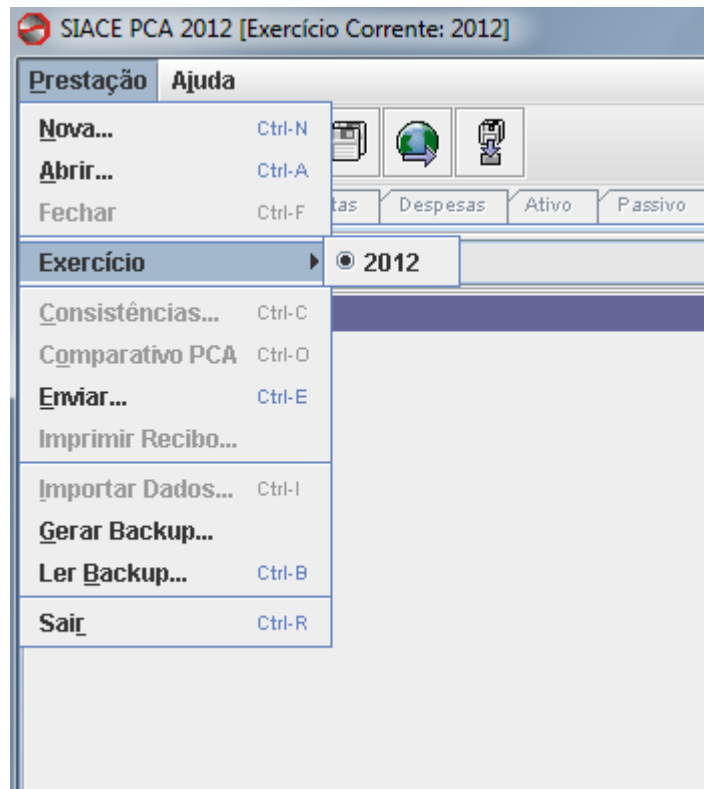 SIACE PCA 2012 [Exercício Corrente: 2012]
Prestação Ajuda
Nova... Ctrl-N
Abrir... Ctrl-A
Fechar Ctrl-F
Despesas Ativo Passivo
Exercício 2012
Consistências... Ctrl-C
Comparativo PCA Ctrl-O
Enviar... Ctrl-E
Imprimir Recibo...
Importar Dados... Ctrl-I
Gerar Backup...
Ler Backup... Ctrl-B
Sair Ctrl-R